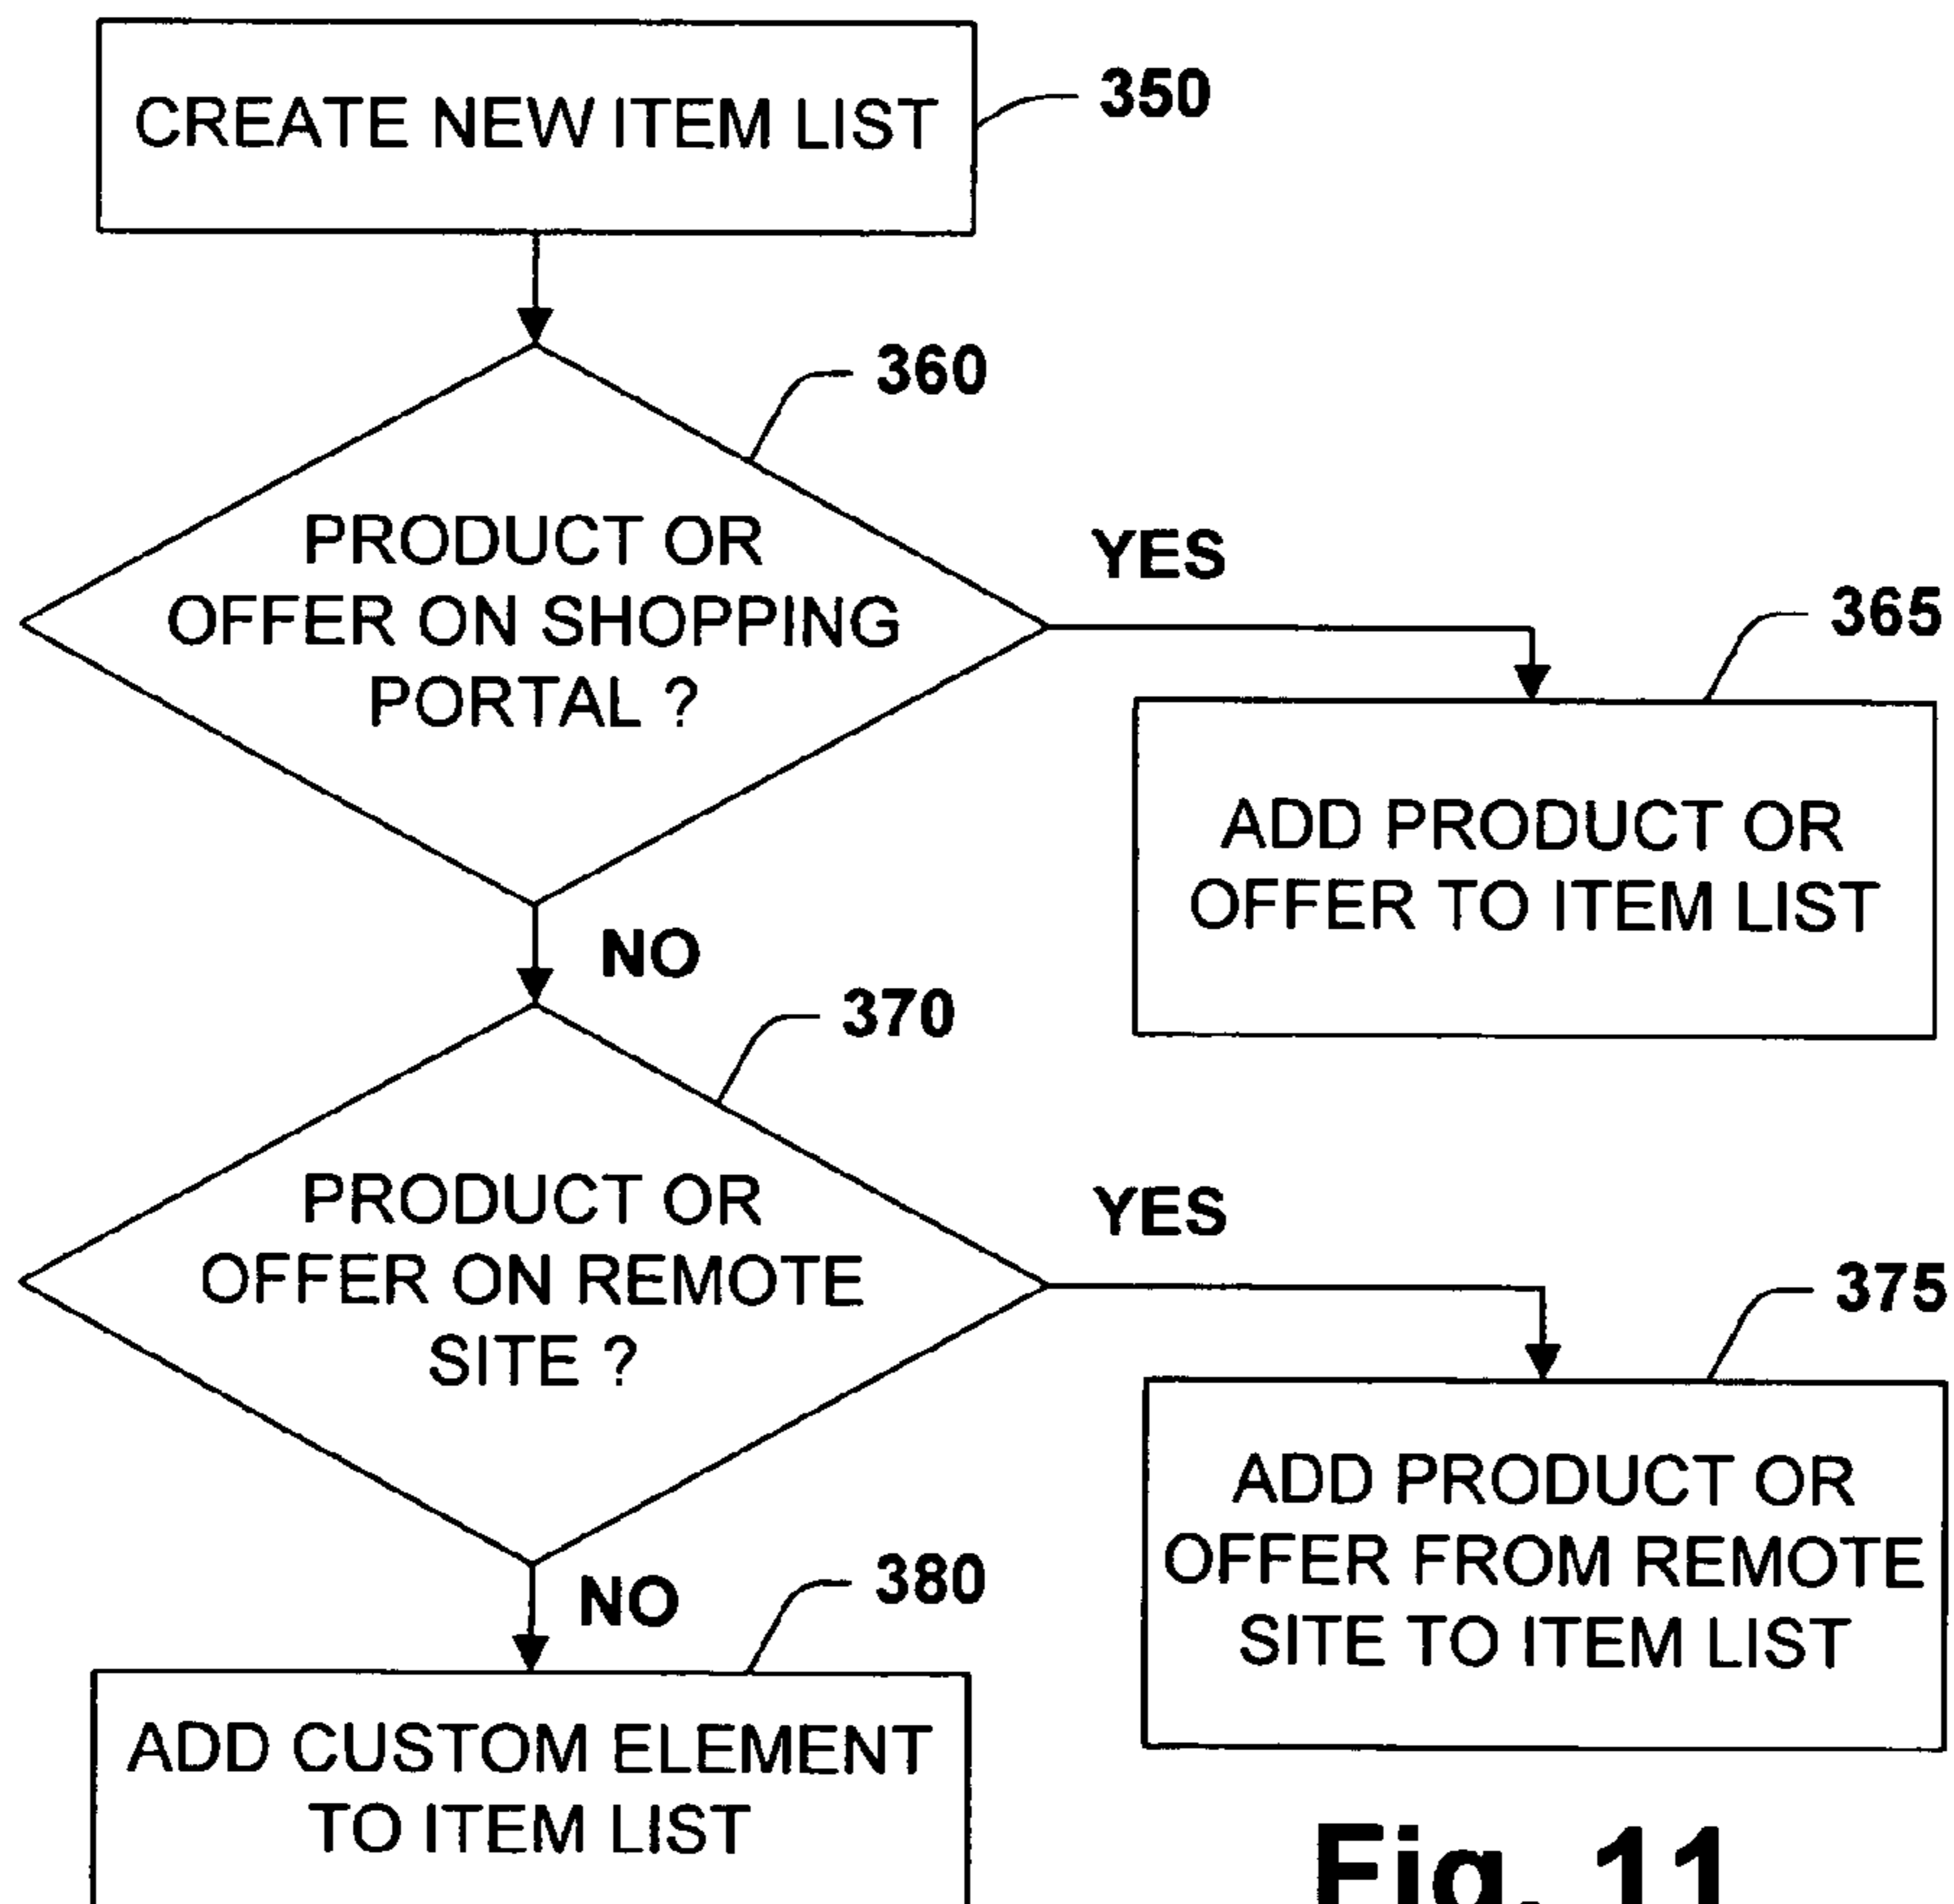 CREATE NEW ITEM LIST
350
360
PRODUCT OR
OFFER ON SHOPPING
PORTAL ?
YES
365
ADD PRODUCT OR
OFFER TO ITEM LIST
NO
370
PRODUCT OR
OFFER ON REMOTE
SITE ?
YES
375
ADD PRODUCT OR
OFFER FROM REMOTE
SITE TO ITEM LIST
NO
380
ADD CUSTOM ELEMENT
TO ITEM LIST
Fig. 11